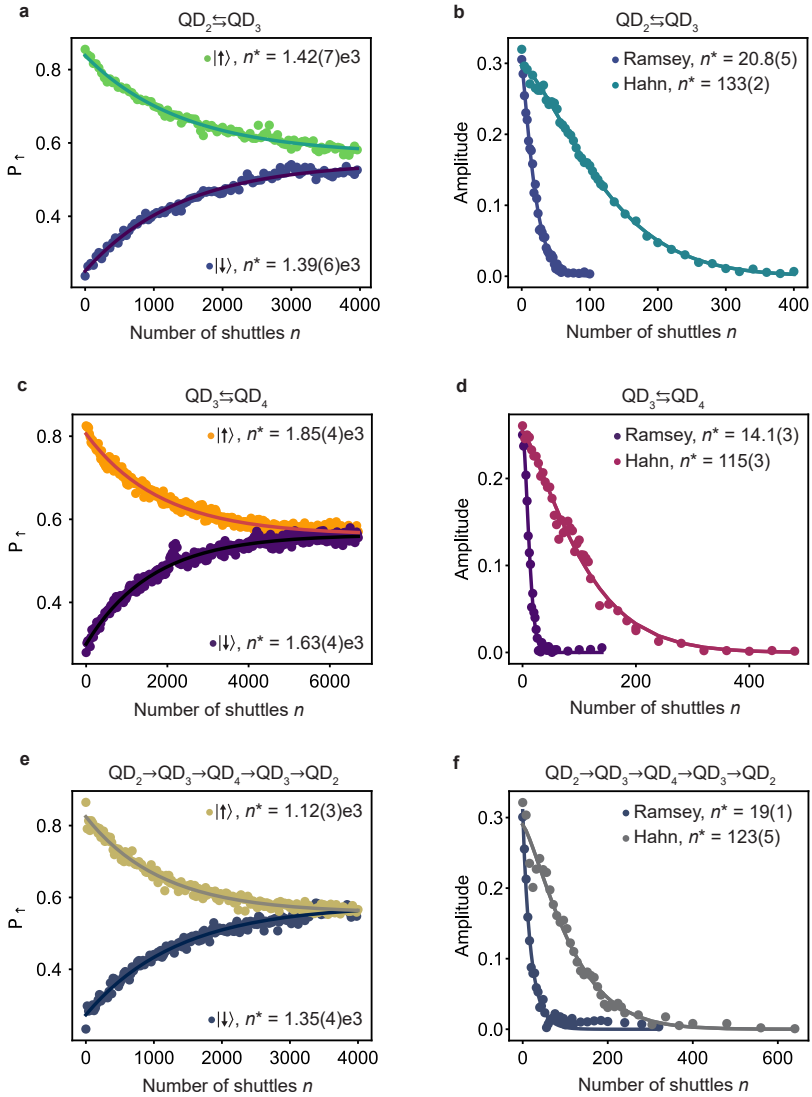 a
QD₂⇆QD₃
|↑⟩, n* = 1.42(7)e3
|↓⟩, n* = 1.39(6)e3
P↑
0.8
0.6
0.4
0 1000 2000 3000 4000
Number of shuttles n
b
QD₂⇆QD₃
Ramsey, n* = 20.8(5)
Hahn, n* = 133(2)
Amplitude
0.3
0.2
0.1
0.0
0 100 200 300 400
Number of shuttles n
c
QD₃⇆QD₄
|↑⟩, n* = 1.85(4)e3
|↓⟩, n* = 1.63(4)e3
P↑
0.8
0.6
0.4
0 2000 4000 6000
Number of shuttles n
d
QD₃⇆QD₄
Ramsey, n* = 14.1(3)
Hahn, n* = 115(3)
Amplitude
0.2
0.1
0.0
0 200 400
Number of shuttles n
e
QD₂→QD₃→QD₄→QD₃→QD₂
|↑⟩, n* = 1.12(3)e3
|↓⟩, n* = 1.35(4)e3
P↑
0.8
0.6
0.4
0 1000 2000 3000 4000
Number of shuttles n
f
QD₂→QD₃→QD₄→QD₃→QD₂
Ramsey, n* = 19(1)
Hahn, n* = 123(5)
Amplitude
0.3
0.2
0.1
0.0
0 200 400 600
Number of shuttles n